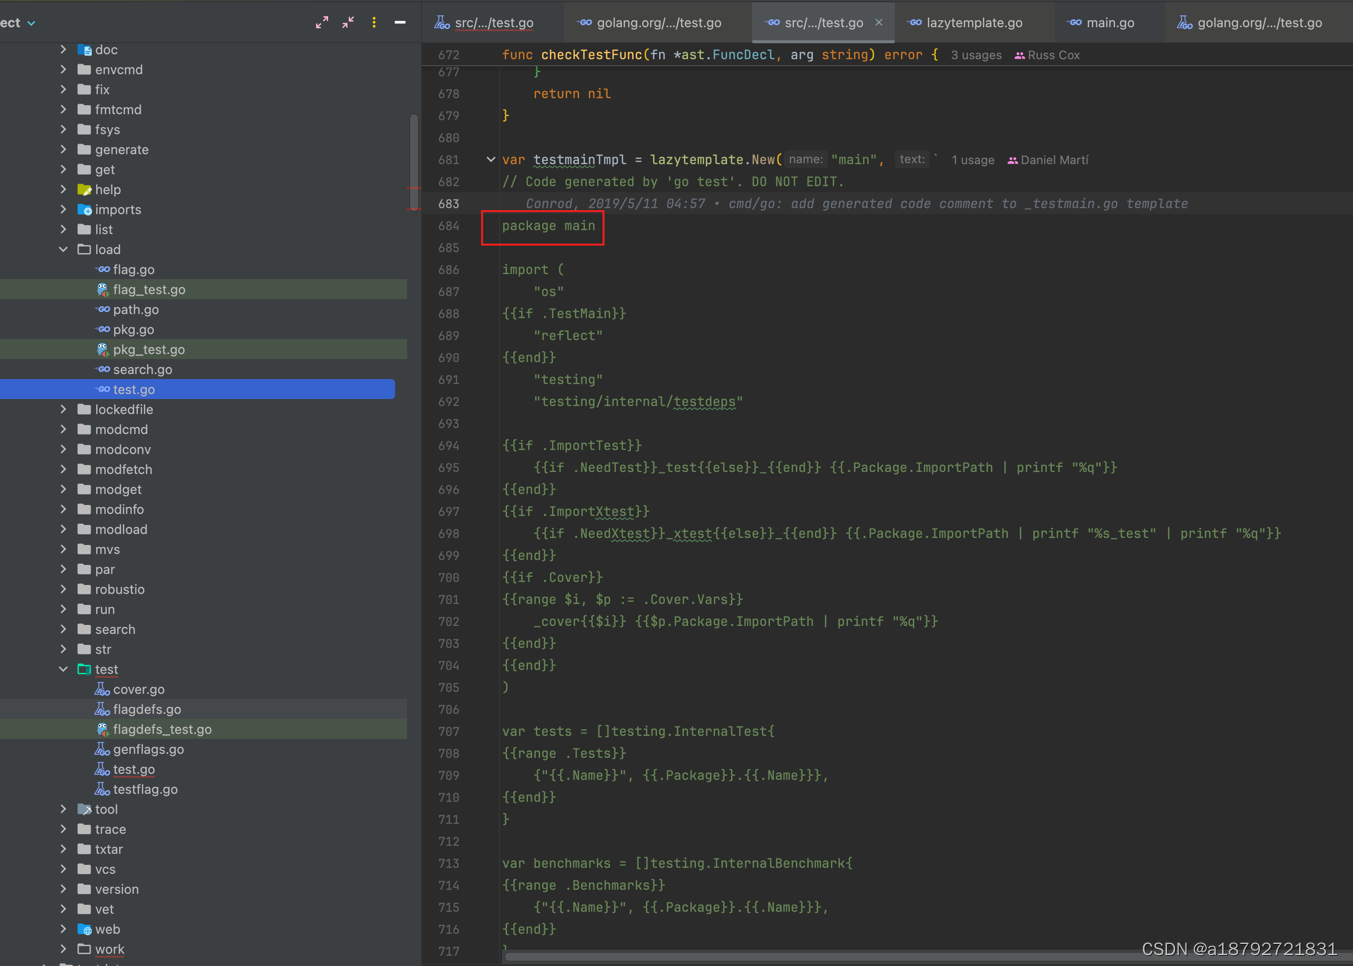 ect
src/.../test.go
golang.org/.../test.go
src/.../test.go
lazytemplate.go
main.go
golang.org/.../test.go
doc
envcmd
fix
fmtcmd
fsys
generate
get
help
imports
list
load
flag.go
flag_test.go
path.go
pkg.go
pkg_test.go
search.go
test.go
lockedfile
modcmd
modconv
modfetch
modget
modinfo
modload
mvs
par
robustio
run
search
str
test
cover.go
flagdefs.go
flagdefs_test.go
genflags.go
test.go
testflag.go
tool
trace
txtar
vcs
version
vet
web
work
672 func checkTestFunc(fn *ast.FuncDecl, arg string) error { 3 usages Russ Cox
677 }
678 return nil
679 }
680
681 var testmainTmpl = lazytemplate.New( name: "main", text: ` 1 usage Daniel Martí
682 // Code generated by 'go test'. DO NOT EDIT.
683 Conrod, 2019/5/11 04:57 • cmd/go: add generated code comment to _testmain.go template
684 package main
685
686 import (
687 "os"
688 {{if .TestMain}}
689 "reflect"
690 {{end}}
691 "testing"
692 "testing/internal/testdeps"
693
694 {{if .ImportTest}}
695 {{if .NeedTest}}_test{{else}}_{{end}} {{.Package.ImportPath | printf "%q"}}
696 {{end}}
697 {{if .ImportXtest}}
698 {{if .NeedXtest}}_xtest{{else}}_{{end}} {{.Package.ImportPath | printf "%s_test" | printf "%q"}}
699 {{end}}
700 {{if .Cover}}
701 {{range $i, $p := .Cover.Vars}}
702 _cover{{$i}} {{$p.Package.ImportPath | printf "%q"}}
703 {{end}}
704 {{end}}
705 )
706
707 var tests = []testing.InternalTest{
708 {{range .Tests}}
709 {"{{.Name}}", {{.Package}}.{{.Name}}},
710 {{end}}
711 }
712
713 var benchmarks = []testing.InternalBenchmark{
714 {{range .Benchmarks}}
715 {"{{.Name}}", {{.Package}}.{{.Name}}},
716 {{end}}
717 }
CSDN @a18792721831